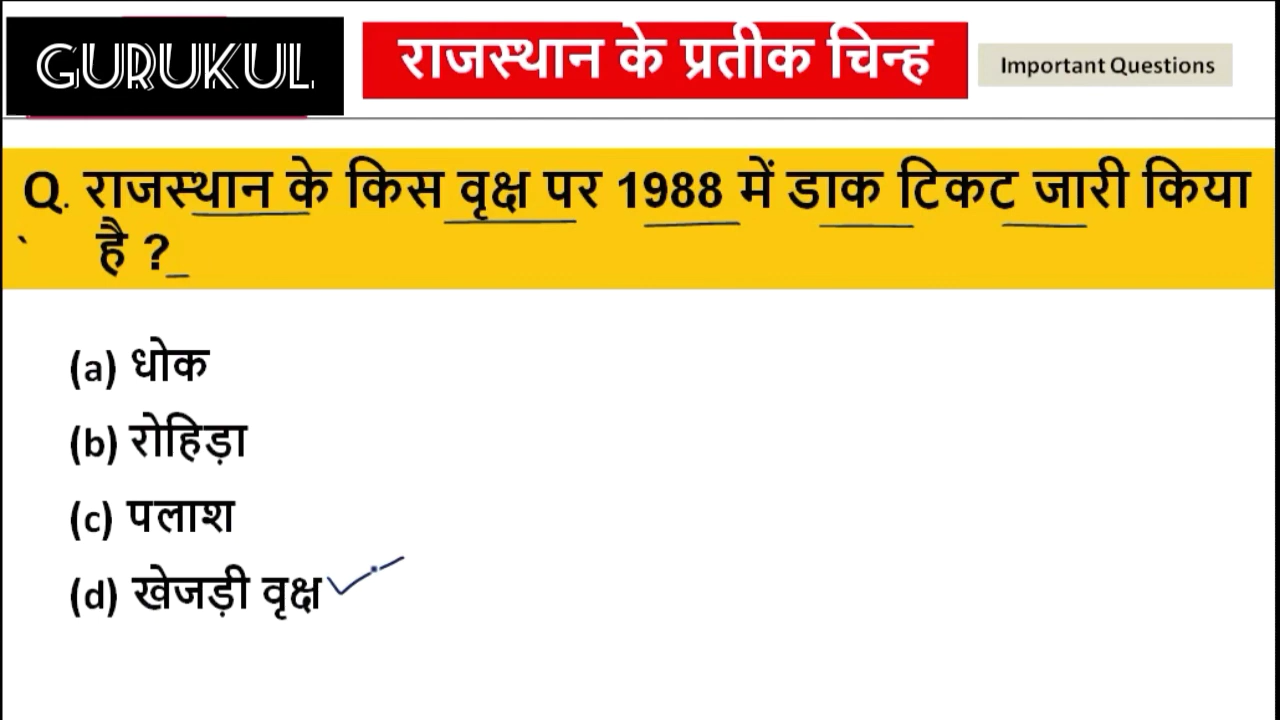 GURUKUL
राजस्थान के प्रतीक चिन्ह
Important Questions
Q. राजस्थान के किस वृक्ष पर 1988 में डाक टिकट जारी किया
है ?
(a) धोक
(b) रोहिड़ा
(c) पलाश
(d) खेजड़ी वृक्ष